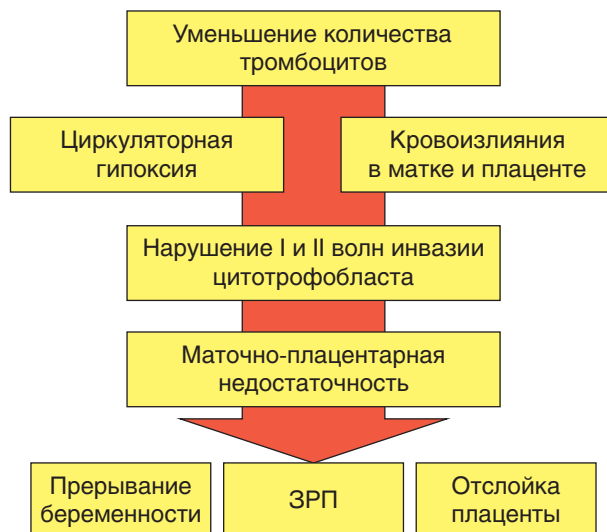 Уменьшение количества
тромбоцитов
Циркуляторная
гипоксия
Кровоизлияния
в матке и плаценте
Нарушение I и II волн инвазии
цитотрофобласта
Маточно-плацентарная
недостаточность
Прерывание
беременности
ЗРП
Отслойка
плаценты